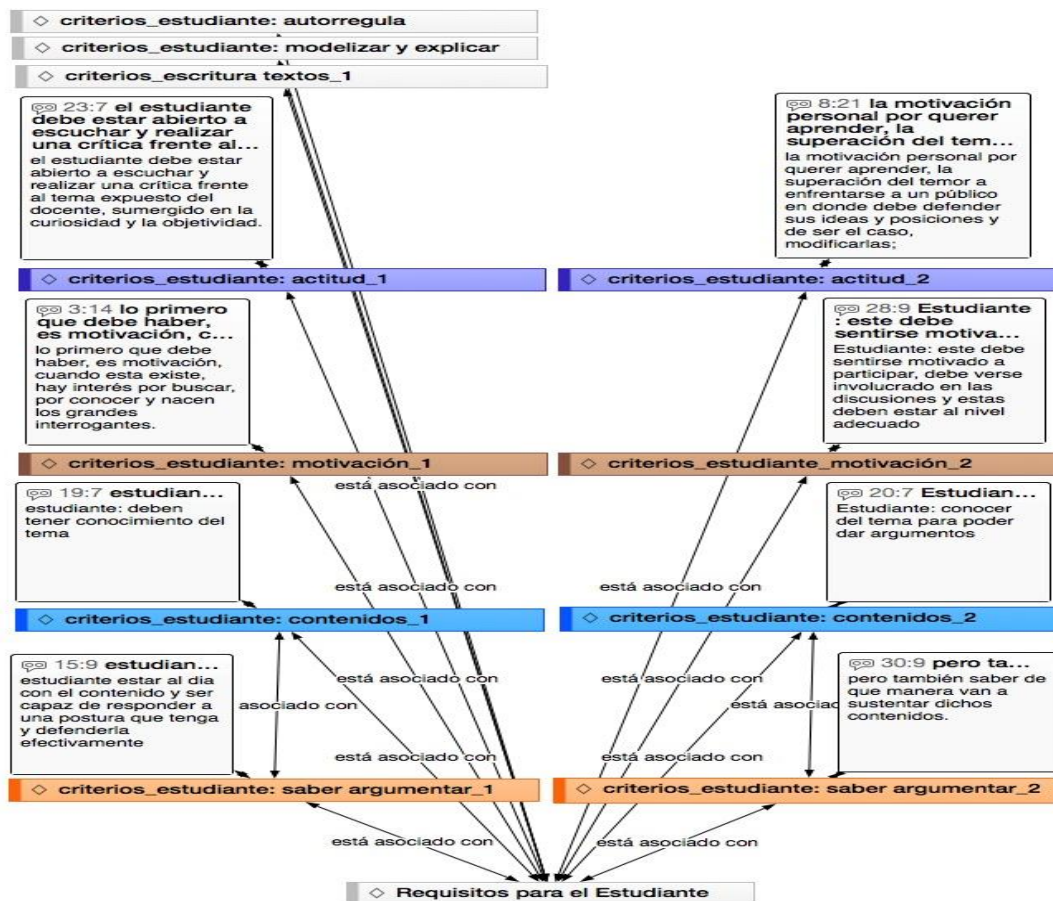 criterios_estudiante: autorregula
criterios_estudiante: modelizar y explicar
criterios_escritura textos_1
23:7 el estudiante
debe estar abierto a
escuchar y realizar
una crítica frente al...
el estudiante debe estar
abierto a escuchar y
realizar una crítica frente
al tema expuesto del
docente, sumergido en la
curiosidad y la objetividad.
8:21 la motivación
personal por querer
aprender, la
superación del tem...
la motivación personal por
querer aprender, la
superación del temor a
enfrentarse a un público
en donde debe defender
sus ideas y posiciones y
de ser el caso,
modificarlas;
criterios_estudiante: actitud_1
criterios_estudiante: actitud_2
3:14 lo primero
que debe haber,
es motivación, c...
lo primero que debe
haber, es motivación,
cuando esta existe,
hay interés por buscar,
por conocer y nacen
los grandes
interrogantes.
28:9 Estudiante
: este debe
sentirse motiva...
Estudiante: este debe
sentirse motivado a
participar, debe verse
involucrado en las
discusiones y estas
deben estar al nivel
adecuado
criterios_estudiante: motivación_1
criterios_estudiante_motivación_2
está asociado con
19:7 estudian...
estudiante: deben
tener conocimiento del
tema
20:7 Estudian...
Estudiante: conocer
del tema para poder
dar argumentos
está asociado con
está asociado con
criterios_estudiante: contenidos_1
criterios_estudiante: contenidos_2
15:9 estudian...
estudiante estar al dia
con el contenido y ser
capaz de responder a
una postura que tenga
y defenderla
efectivamente
30:9 pero ta...
pero también saber de
que manera van a
sustentar dichos
contenidos.
está asociado con
está asociado con
asociado con
está asociac
está asociado con
está asociado con
criterios_estudiante: saber argumentar_1
criterios_estudiante: saber argumentar_2
está asociado con
está asociado con
Requisitos para el Estudiante